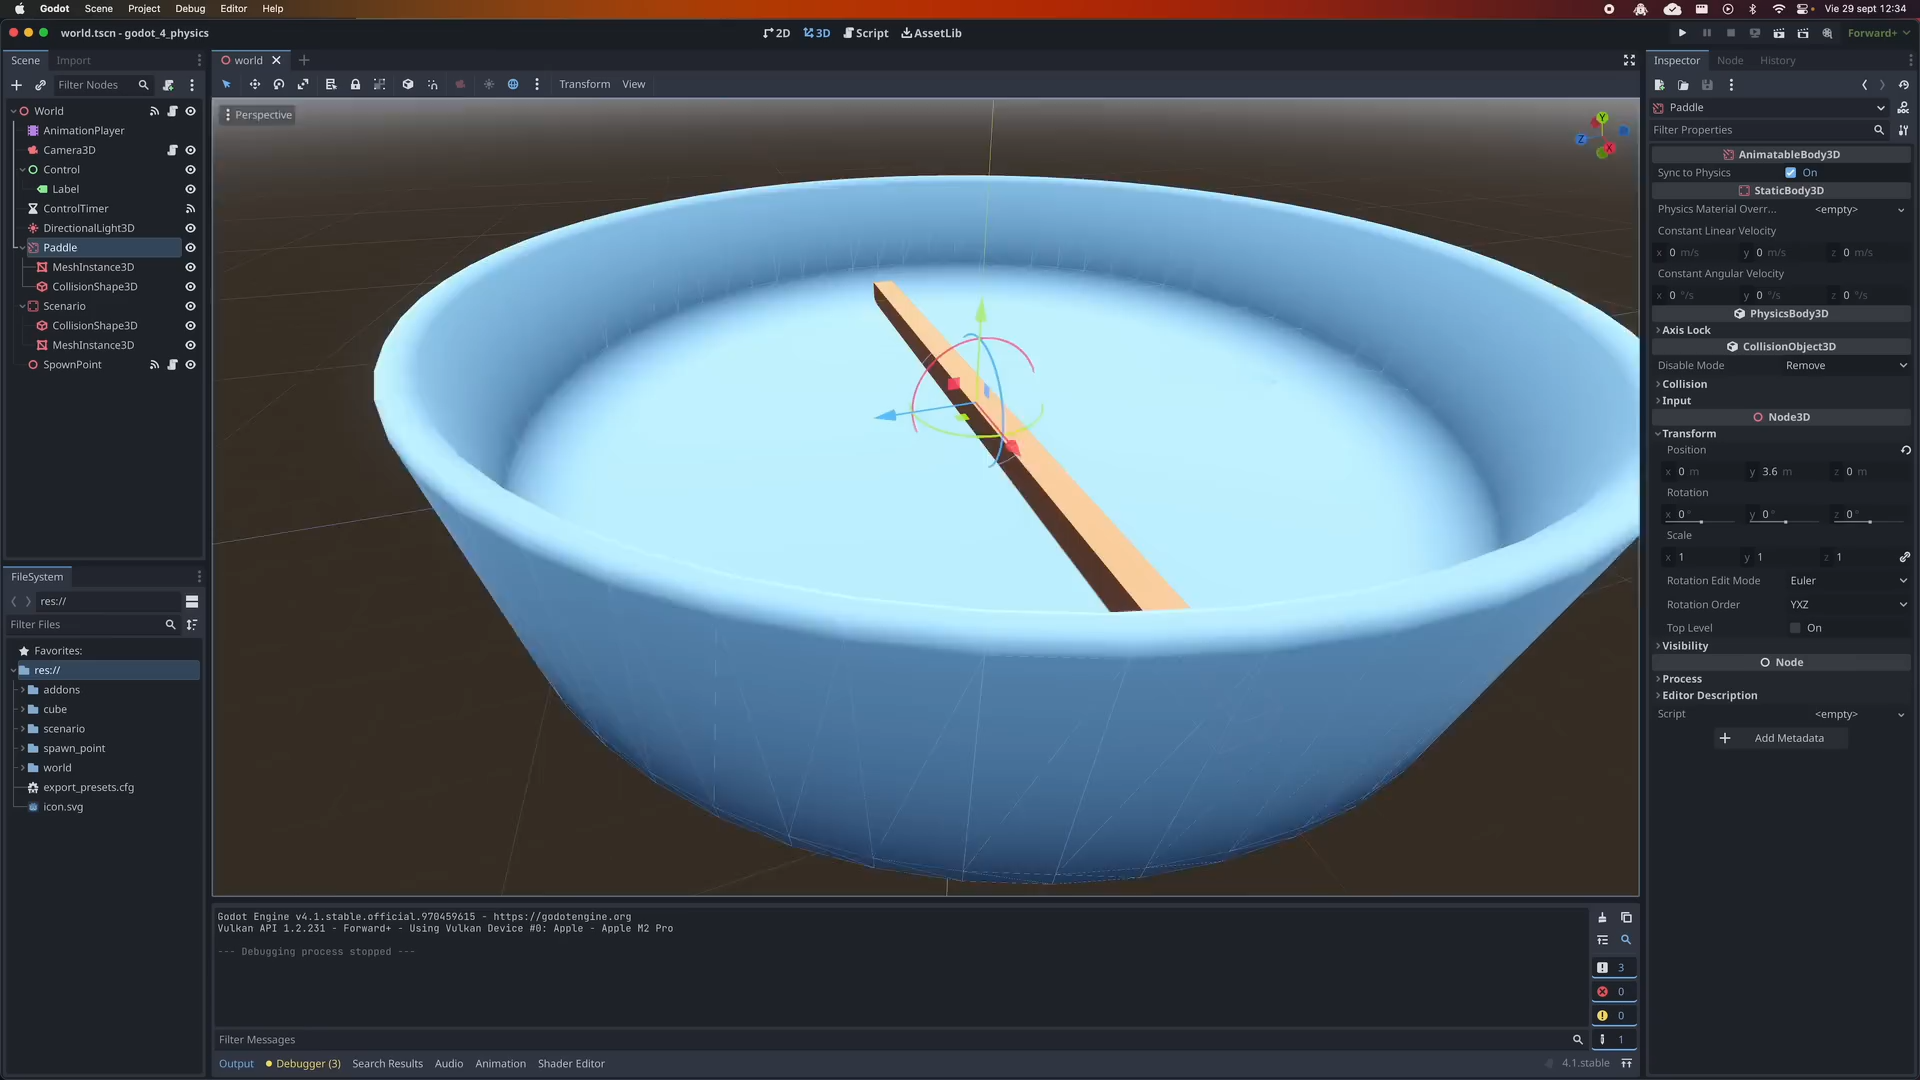 Godot Scene Project Debug Editor Help
Vie 29 sept 12:34
world.tscn - godot_4_physics
2D 3D Script AssetLib
Forward+
Scene Import
Filter Nodes
World
AnimationPlayer
Camera3D
Control
Label
ControlTimer
DirectionalLight3D
Paddle
MeshInstance3D
CollisionShape3D
Scenario
CollisionShape3D
MeshInstance3D
SpawnPoint
FileSystem
res://
Filter Files
Favorites:
res://
addons
cube
scenario
spawn_point
world
export_presets.cfg
icon.svg
world
Transform View
Perspective
Y
Z
X
Godot Engine v4.1.stable.official.970459615 - https://godotengine.org
Vulkan API 1.2.231 - Forward+ - Using Vulkan Device #0: Apple - Apple M2 Pro
--- Debugging process stopped ---
3
0
0
1
Filter Messages
Output Debugger (3) Search Results Audio Animation Shader Editor
4.1.stable
Inspector Node History
Paddle
Filter Properties
AnimatableBody3D
Sync to Physics On
StaticBody3D
Physics Material Overr... <empty>
Constant Linear Velocity
x 0 m/s y 0 m/s z 0 m/s
Constant Angular Velocity
x 0 °/s y 0 °/s z 0 °/s
PhysicsBody3D
Axis Lock
CollisionObject3D
Disable Mode Remove
Collision
Input
Node3D
Transform
Position
x 0 m y 3.6 m z 0 m
Rotation
x 0 ° y 0 ° z 0 °
Scale
x 1 y 1 z 1
Rotation Edit Mode Euler
Rotation Order YXZ
Top Level On
Visibility
Node
Process
Editor Description
Script <empty>
Add Metadata